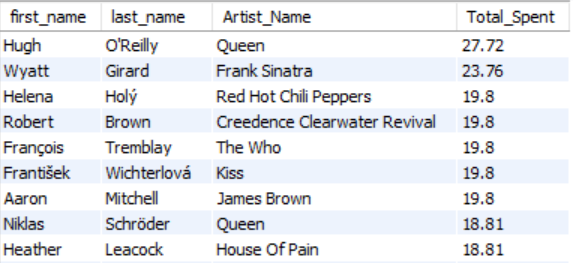 first_name last_name Artist_Name Total_Spent
Hugh O'Reilly Queen 27.72
Wyatt Girard Frank Sinatra 23.76
Helena Holý Red Hot Chili Peppers 19.8
Robert Brown Creedence Clearwater Revival 19.8
François Tremblay The Who 19.8
František Wichterlová Kiss 19.8
Aaron Mitchell James Brown 19.8
Niklas Schröder Queen 18.81
Heather Leacock House Of Pain 18.81